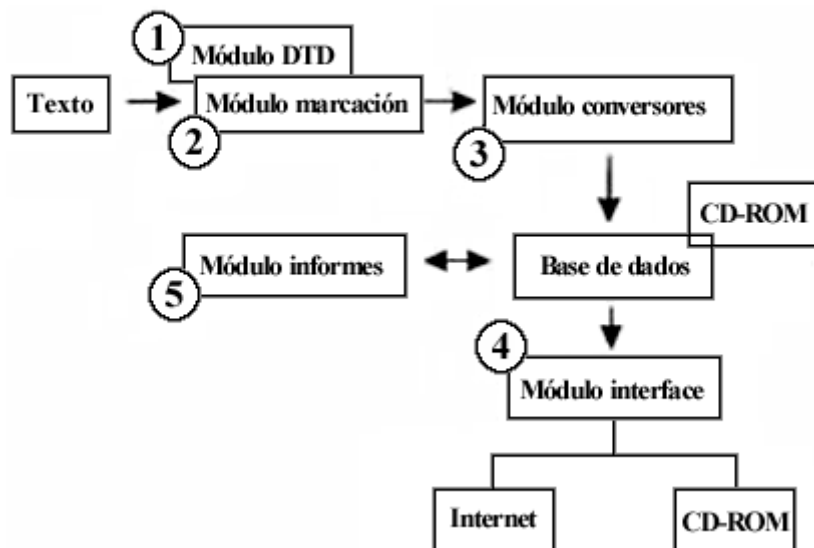 1
Módulo DTD
Texto
Módulo marcación
2
Módulo conversores
3
CD-ROM
Módulo informes
5
Base de dados
4
Módulo interface
Internet
CD-ROM